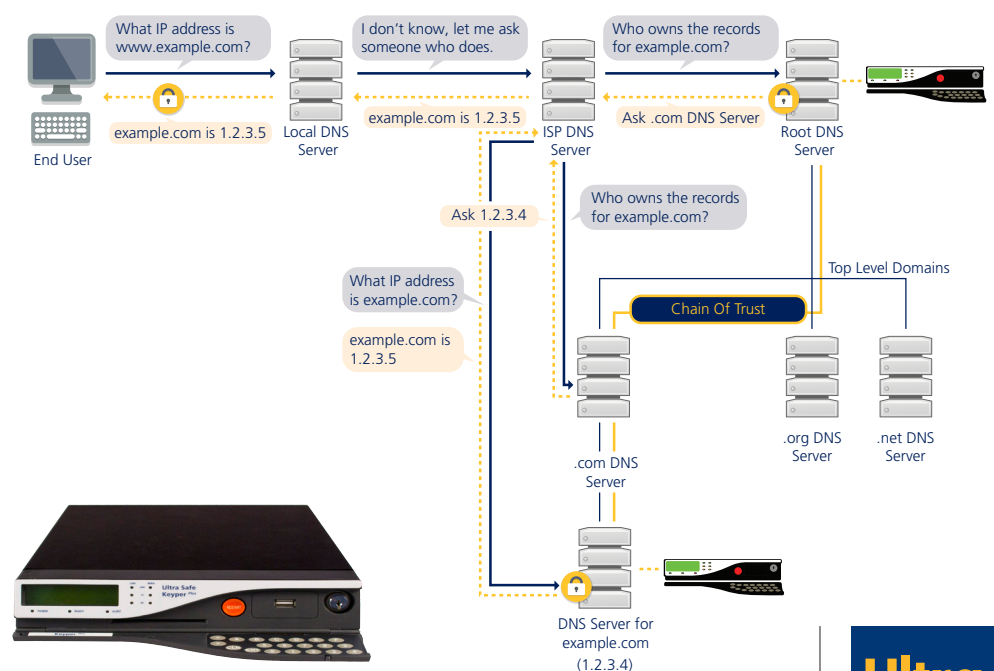 What IP address is
www.example.com?
I don't know, let me ask
someone who does.
Who owns the records
for example.com?
example.com is 1.2.3.5
example.com is 1.2.3.5
Ask .com DNS Server
End User
Local DNS
Server
ISP DNS
Server
Root DNS
Server
Ask 1.2.3.4
Who owns the records
for example.com?
What IP address
is example.com?
Top Level Domains
Chain Of Trust
example.com is
1.2.3.5
.com DNS
Server
.org DNS
Server
.net DNS
Server
Ultra Safe
Keyper Plus
RESTART
Keyper
DNS Server for
example.com
(1.2.3.4)
Ultra